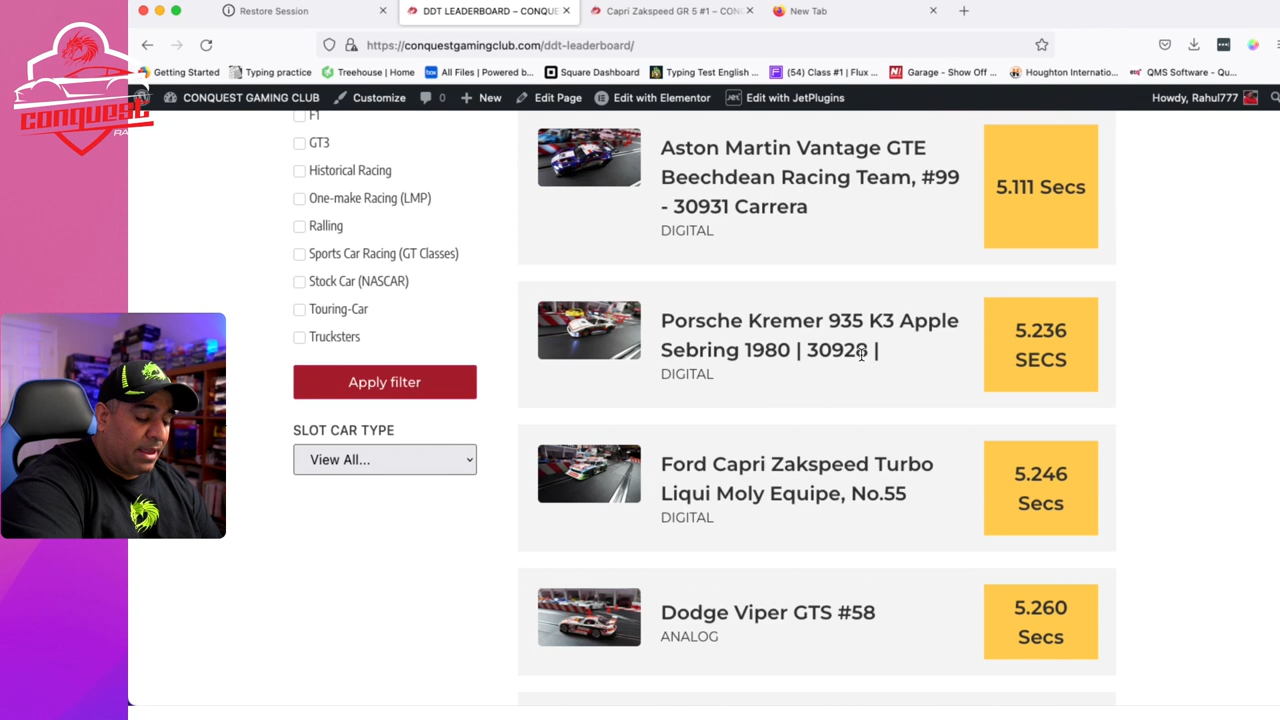 Restore Session
DDT LEADERBOARD – CONQUE
Capri Zakspeed GR 5 #1 – CON
New Tab
https://conquestgamingclub.com/ddt-leaderboard/
Getting Started
Typing practice
Treehouse | Home
All Files | Powered b...
Square Dashboard
Typing Test English ...
(54) Class #1 | Flux ...
Garage - Show Off ...
Houghton Internatio...
QMS Software - Qu...
CONQUEST GAMING CLUB
Customize
0
New
Edit Page
Edit with Elementor
Edit with JetPlugins
Howdy, Rahul777
conquest
RA
F1
GT3
Historical Racing
One-make Racing (LMP)
Ralling
Sports Car Racing (GT Classes)
Stock Car (NASCAR)
Touring-Car
Trucksters
Apply filter
SLOT CAR TYPE
View All...
Aston Martin Vantage GTE
Beechdean Racing Team, #99
- 30931 Carrera
DIGITAL
5.111 Secs
Porsche Kremer 935 K3 Apple
Sebring 1980 | 30928 |
DIGITAL
5.236
SECS
Ford Capri Zakspeed Turbo
Liqui Moly Equipe, No.55
DIGITAL
5.246
Secs
Dodge Viper GTS #58
ANALOG
5.260
Secs